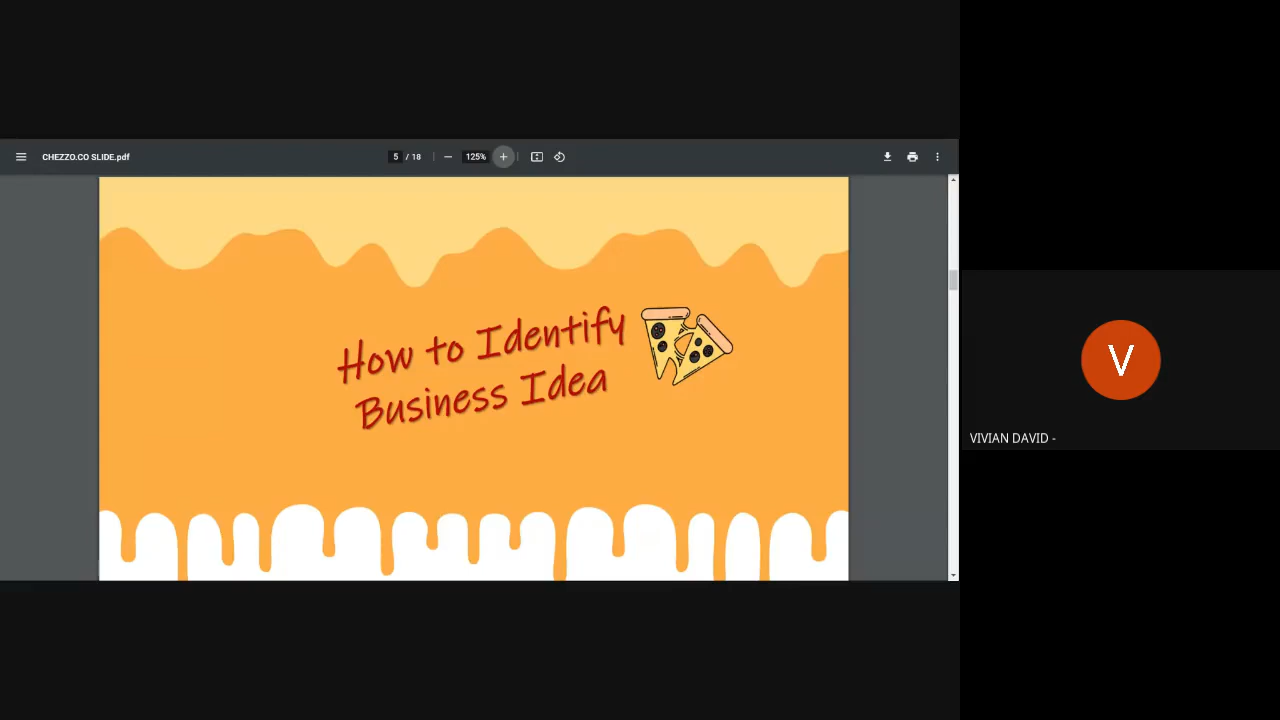 CHEZZO.CO SLIDE.pdf
5 / 18
125%
How to Identify
Business Idea
V
VIVIAN DAVID -